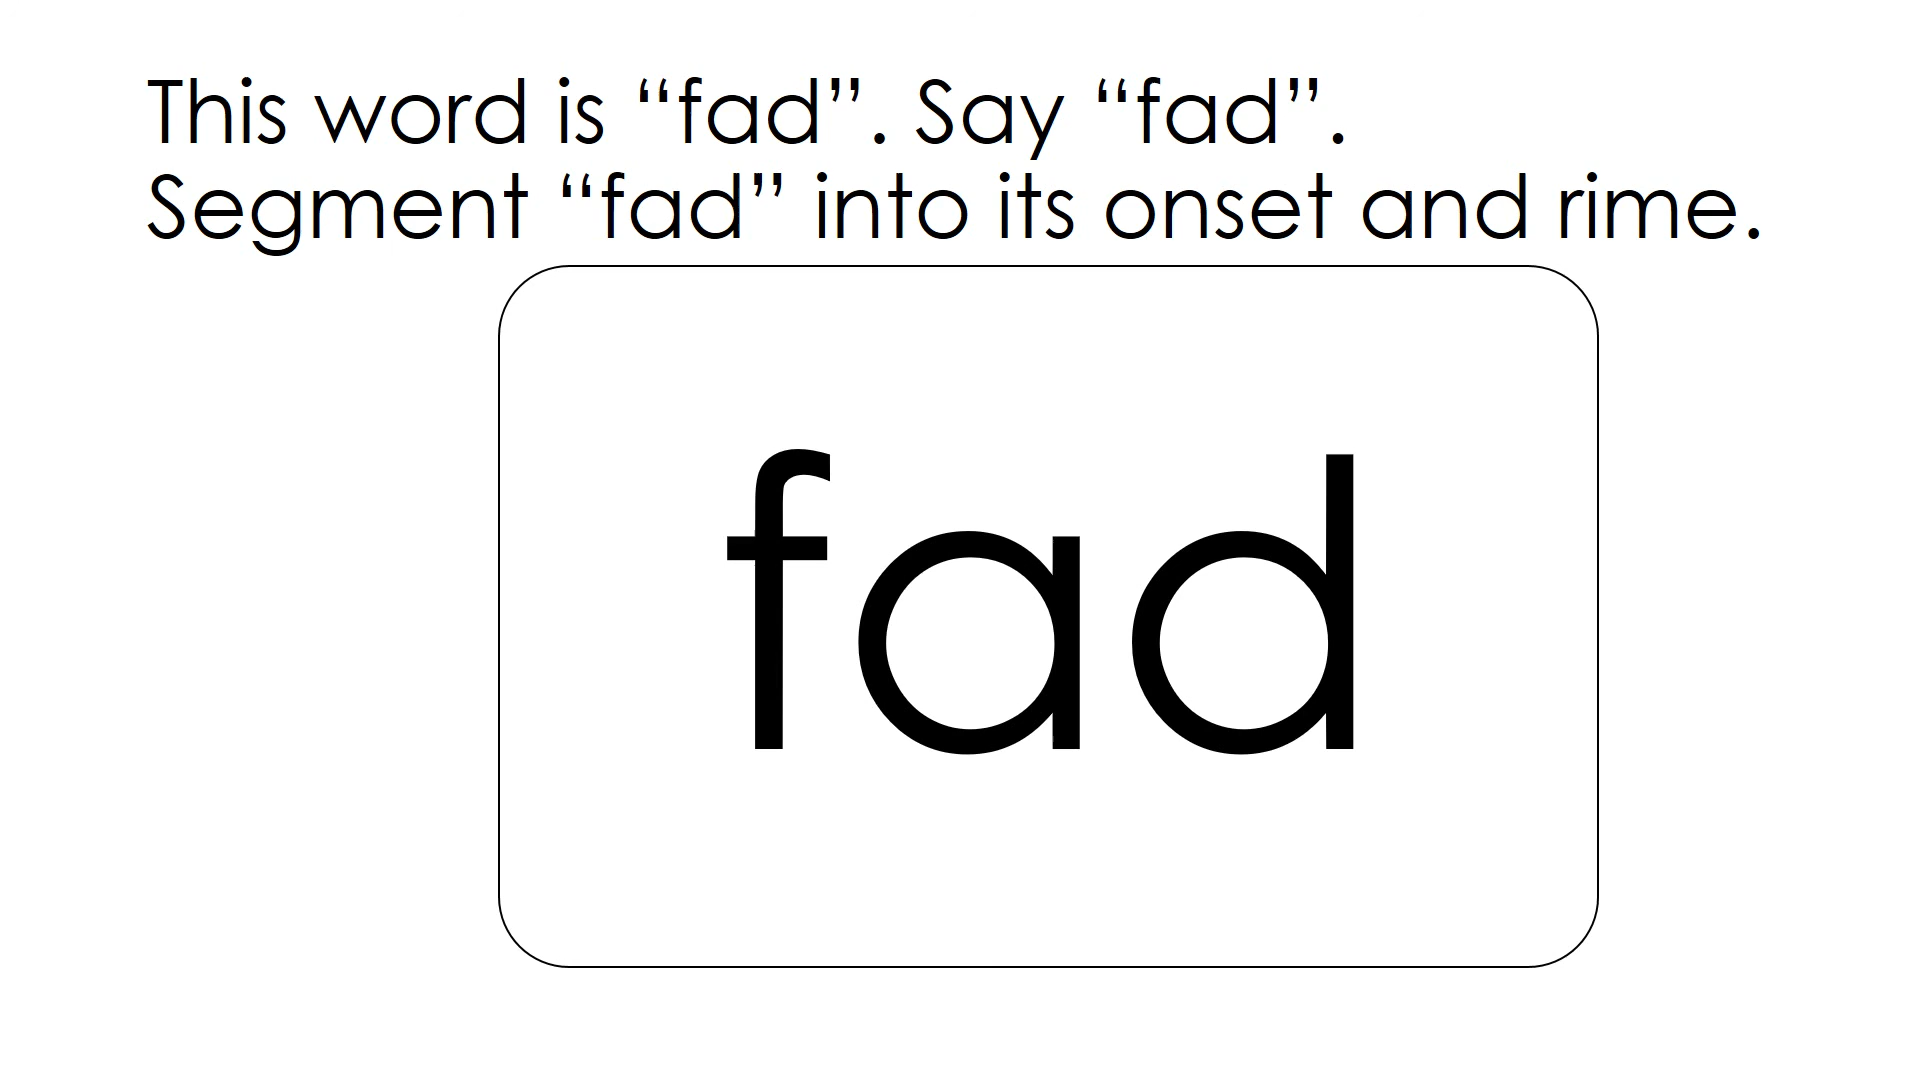 This word is “fad”. Say “fad”.
Segment “fad” into its onset and rime.
fad